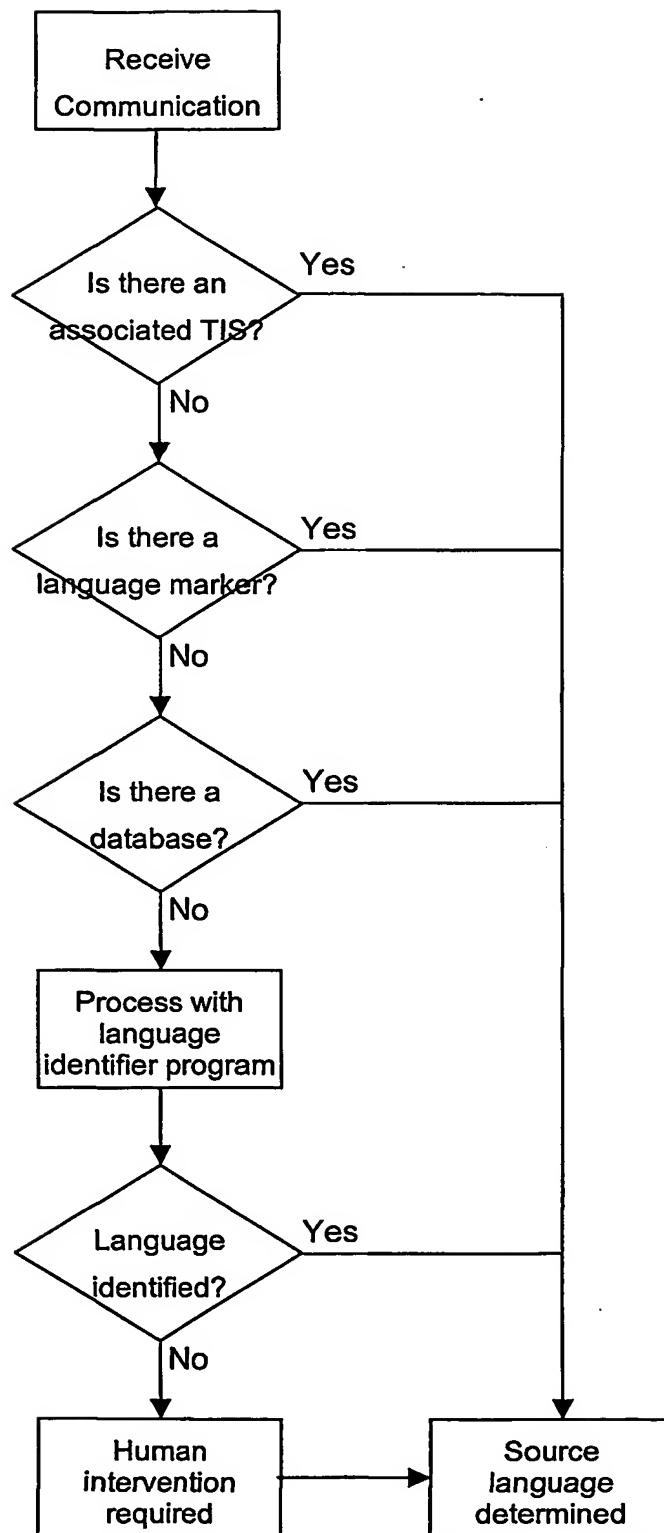 Receive
Communication
Is there an
associated TIS?
Yes
No
Is there a
language marker?
Yes
No
Is there a
database?
Yes
No
Process with
language
identifier program
Language
identified?
Yes
No
Human
intervention
required
Source
language
determined